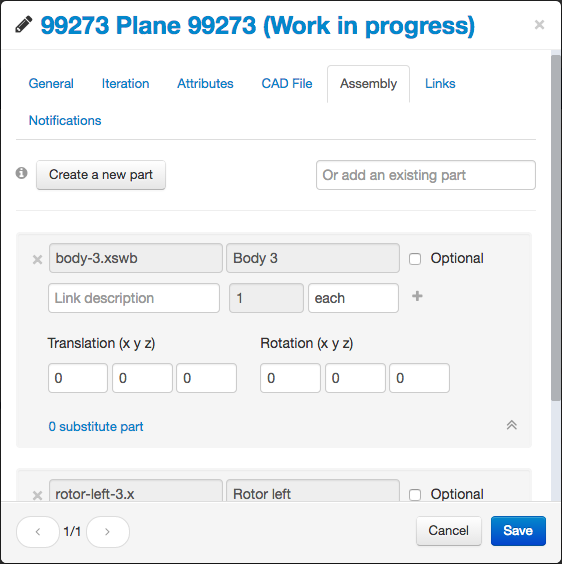 99273 Plane 99273 (Work in progress) ×
General Iteration Attributes CAD File Assembly Links
Notifications
Create a new part Or add an existing part
body-3.xswb Body 3 Optional
Link description 1 each
Translation (x y z) Rotation (x y z)
0 0 0 0 0 0
0 substitute part
rotor-left-3.x Rotor left Optional
1/1 Cancel Save